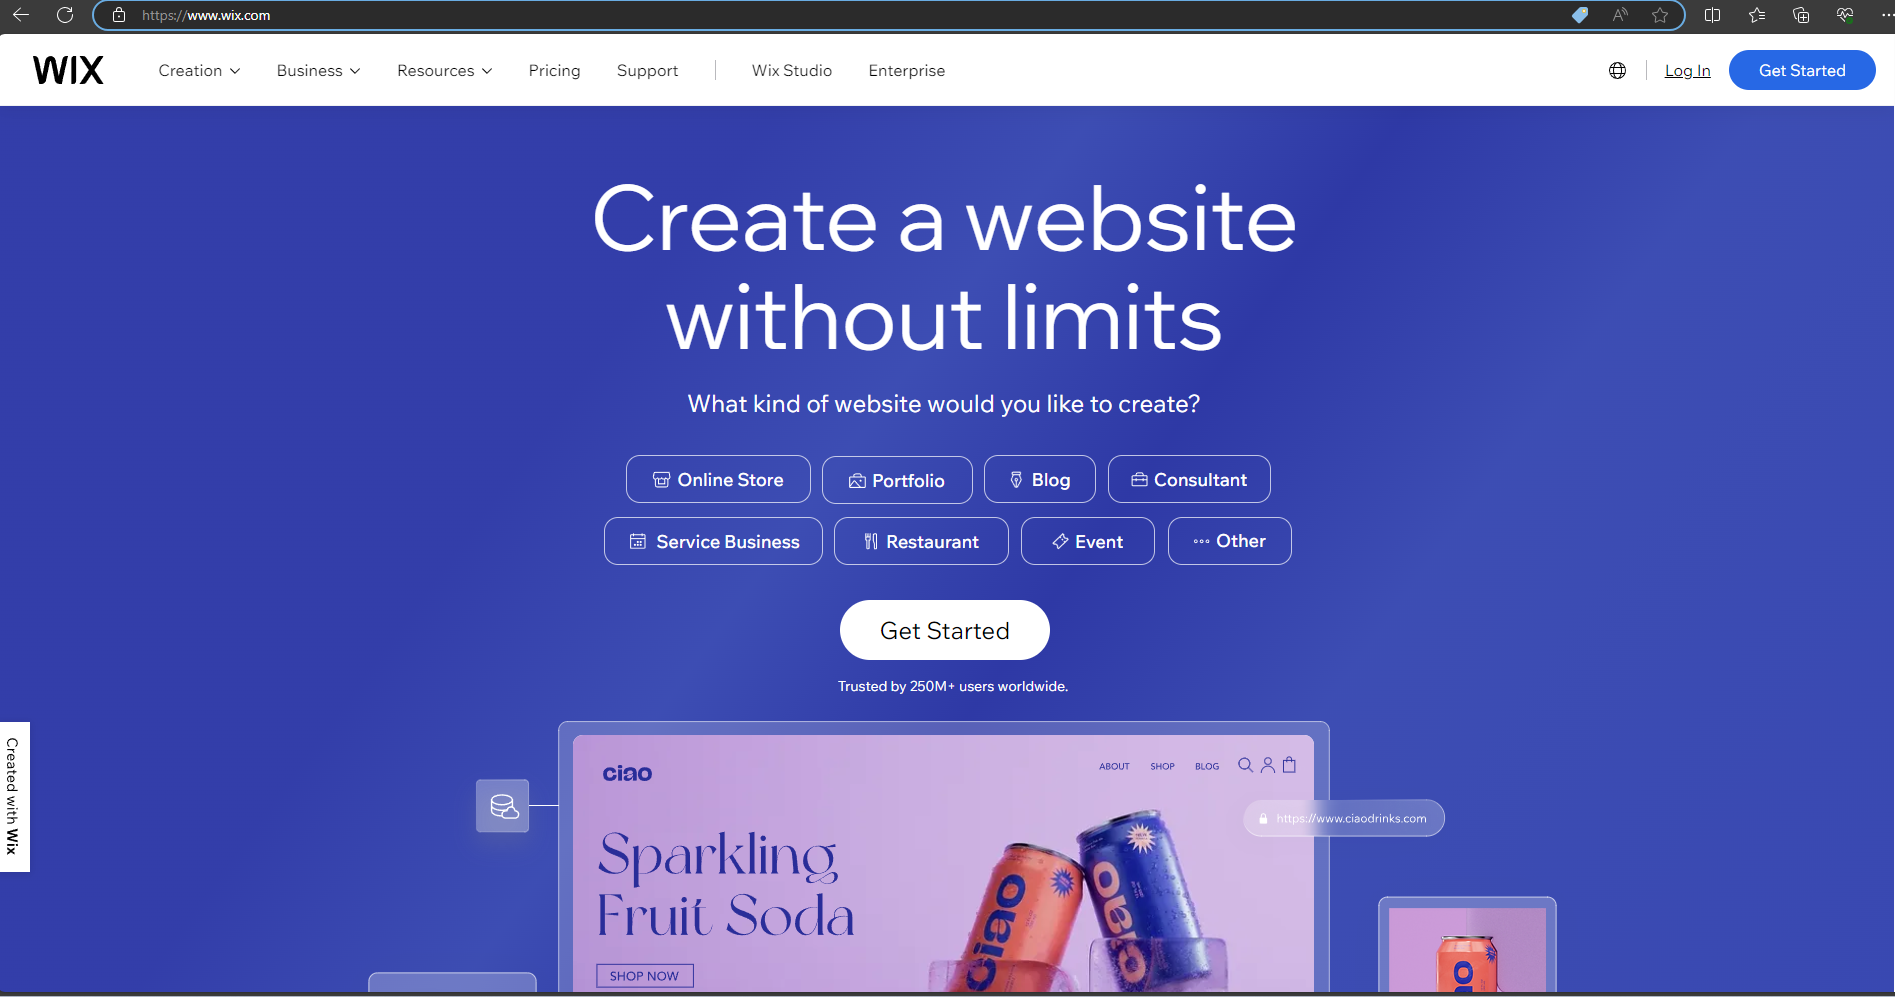 https://www.wix.com
WIX
Creation
Business
Resources
Pricing
Support
Wix Studio
Enterprise
Log In
Get Started
Create a website
without limits
What kind of website would you like to create?
Online Store
Portfolio
Blog
Consultant
Service Business
Restaurant
Event
Other
Get Started
Trusted by 250M+ users worldwide.
Created with Wix
ciao
ABOUT
SHOP
BLOG
https://www.ciaodrinks.com
Sparkling
Fruit Soda
SHOP NOW
ciao
ciao
ciao